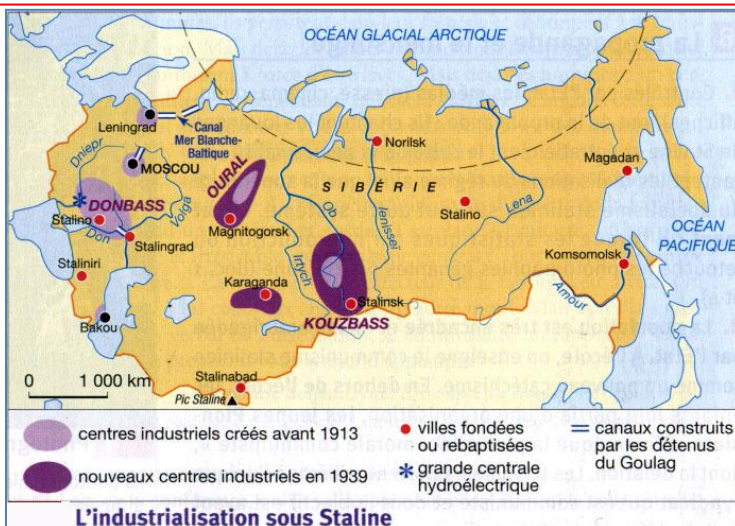 OCÉAN GLACIAL ARCTIQUE
Leningrad
Canal
Mer Blanche-
Baltique
Norilsk
Dniepr
MOSCOU
OURAL
SIBÉRIE
Magadan
DONBASS
Volga
Ob
Ienissei
Stalino
Lena
Stalino
Don
Magnitogorsk
OCÉAN
PACIFIQUE
Stalingrad
Irtych
Komsomolsk
Staliniri
Karaganda
Stalinsk
Amour
Bakou
KOUZBASS
Stalinabad
0 1 000 km
Pic Staline
centres industriels créés avant 1913
nouveaux centres industriels en 1939
villes fondées
ou rebaptisées
grande centrale
hydroélectrique
canaux construits
par les détenus
du Goulag
L'industrialisation sous Staline